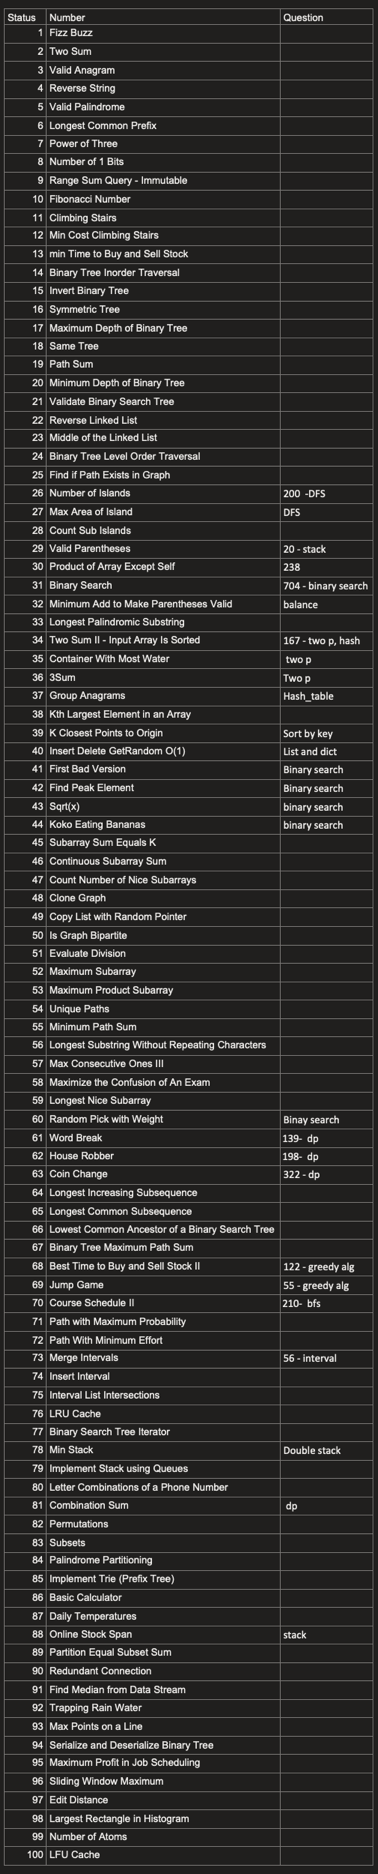 Status Number Question
1 Fizz Buzz
2 Two Sum
3 Valid Anagram
4 Reverse String
5 Valid Palindrome
6 Longest Common Prefix
7 Power of Three
8 Number of 1 Bits
9 Range Sum Query - Immutable
10 Fibonacci Number
11 Climbing Stairs
12 Min Cost Climbing Stairs
13 min Time to Buy and Sell Stock
14 Binary Tree Inorder Traversal
15 Invert Binary Tree
16 Symmetric Tree
17 Maximum Depth of Binary Tree
18 Same Tree
19 Path Sum
20 Minimum Depth of Binary Tree
21 Validate Binary Search Tree
22 Reverse Linked List
23 Middle of the Linked List
24 Binary Tree Level Order Traversal
25 Find if Path Exists in Graph
26 Number of Islands 200 -DFS
27 Max Area of Island DFS
28 Count Sub Islands
29 Valid Parentheses 20 - stack
30 Product of Array Except Self 238
31 Binary Search 704 - binary search
32 Minimum Add to Make Parentheses Valid balance
33 Longest Palindromic Substring
34 Two Sum II - Input Array Is Sorted 167 - two p, hash
35 Container With Most Water two p
36 3Sum Two p
37 Group Anagrams Hash_table
38 Kth Largest Element in an Array
39 K Closest Points to Origin Sort by key
40 Insert Delete GetRandom O(1) List and dict
41 First Bad Version Binary search
42 Find Peak Element Binary search
43 Sqrt(x) binary search
44 Koko Eating Bananas binary search
45 Subarray Sum Equals K
46 Continuous Subarray Sum
47 Count Number of Nice Subarrays
48 Clone Graph
49 Copy List with Random Pointer
50 Is Graph Bipartite
51 Evaluate Division
52 Maximum Subarray
53 Maximum Product Subarray
54 Unique Paths
55 Minimum Path Sum
56 Longest Substring Without Repeating Characters
57 Max Consecutive Ones III
58 Maximize the Confusion of An Exam
59 Longest Nice Subarray
60 Random Pick with Weight Binay search
61 Word Break 139- dp
62 House Robber 198- dp
63 Coin Change 322 - dp
64 Longest Increasing Subsequence
65 Longest Common Subsequence
66 Lowest Common Ancestor of a Binary Search Tree
67 Binary Tree Maximum Path Sum
68 Best Time to Buy and Sell Stock II 122 - greedy alg
69 Jump Game 55 - greedy alg
70 Course Schedule II 210- bfs
71 Path with Maximum Probability
72 Path With Minimum Effort
73 Merge Intervals 56 - interval
74 Insert Interval
75 Interval List Intersections
76 LRU Cache
77 Binary Search Tree Iterator
78 Min Stack Double stack
79 Implement Stack using Queues
80 Letter Combinations of a Phone Number
81 Combination Sum dp
82 Permutations
83 Subsets
84 Palindrome Partitioning
85 Implement Trie (Prefix Tree)
86 Basic Calculator
87 Daily Temperatures
88 Online Stock Span stack
89 Partition Equal Subset Sum
90 Redundant Connection
91 Find Median from Data Stream
92 Trapping Rain Water
93 Max Points on a Line
94 Serialize and Deserialize Binary Tree
95 Maximum Profit in Job Scheduling
96 Sliding Window Maximum
97 Edit Distance
98 Largest Rectangle in Histogram
99 Number of Atoms
100 LFU Cache